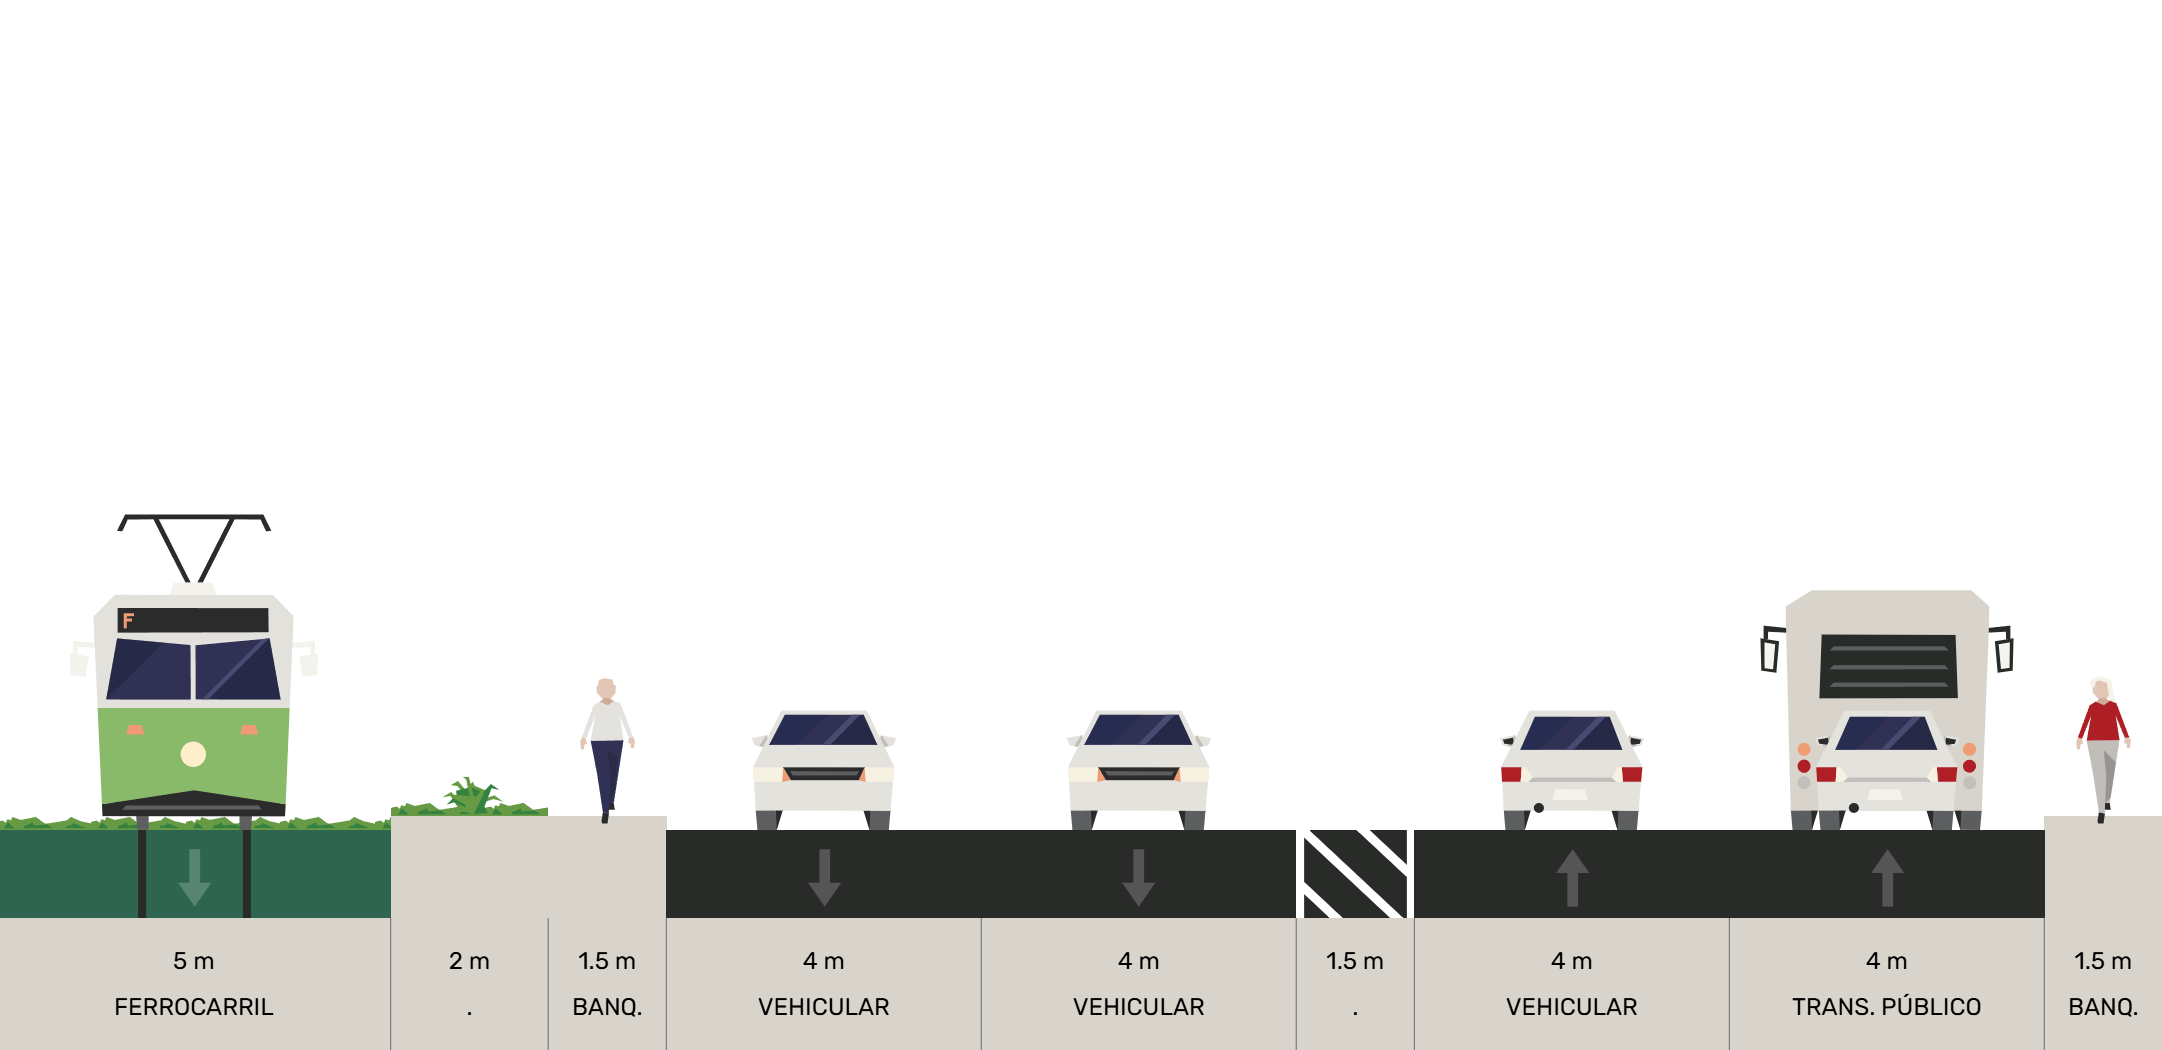 F
5 m
2 m
1.5 m
4 m
4 m
1.5 m
4 m
4 m
1.5 m
FERROCARRIL
.
BANQ.
VEHICULAR
VEHICULAR
.
VEHICULAR
TRANS. PÚBLICO
BANQ.